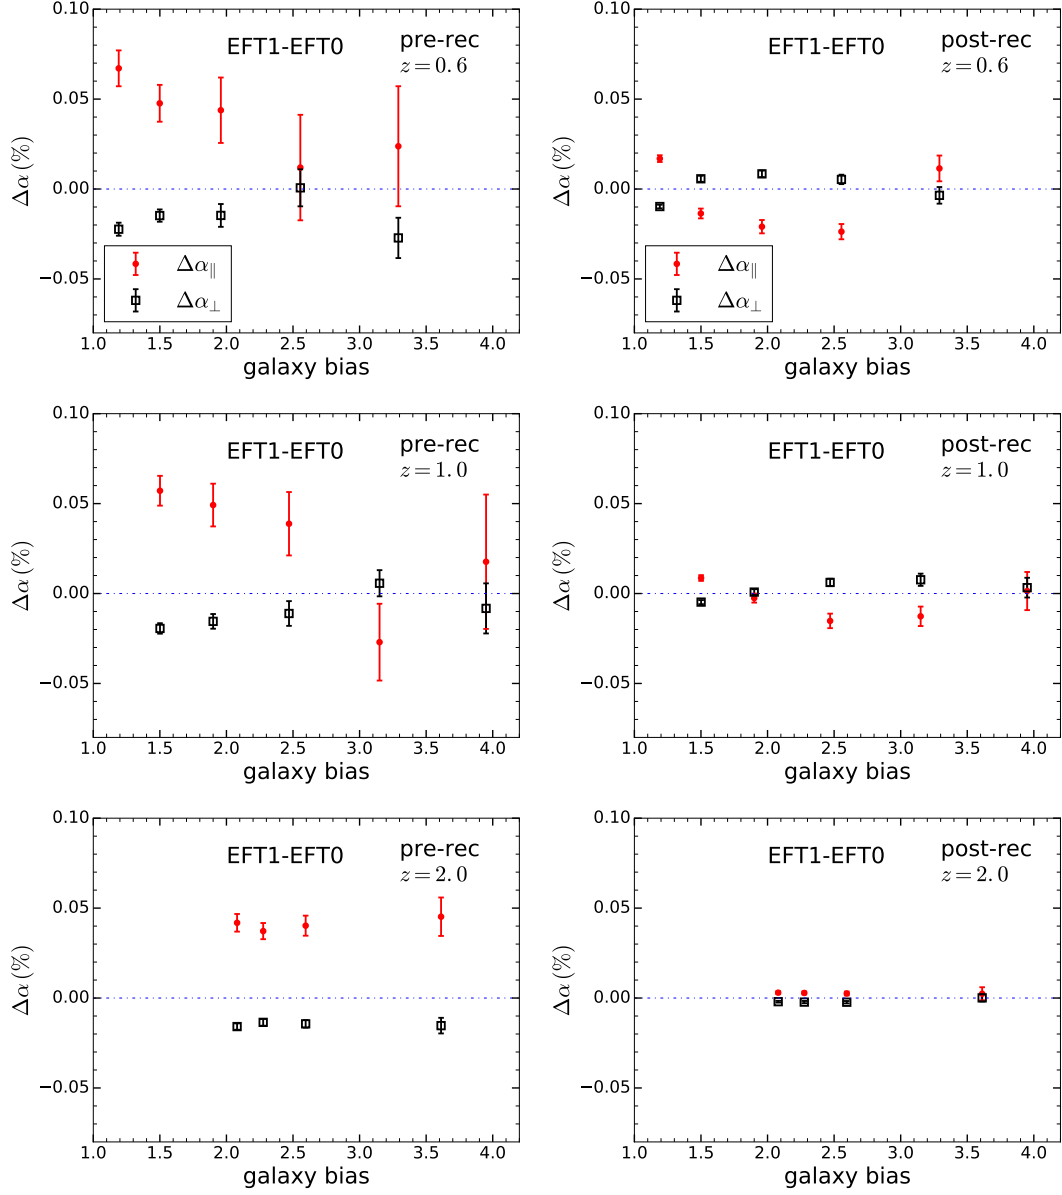 0.10
0.05
0.00
−0.05
Δα (%)
EFT1-EFT0
pre-rec
z = 0.6
Δα∥
Δα⊥
1.0 1.5 2.0 2.5 3.0 3.5 4.0
galaxy bias
0.10
0.05
0.00
−0.05
Δα (%)
EFT1-EFT0
post-rec
z = 0.6
Δα∥
Δα⊥
1.0 1.5 2.0 2.5 3.0 3.5 4.0
galaxy bias
0.10
0.05
0.00
−0.05
Δα (%)
EFT1-EFT0
pre-rec
z = 1.0
1.0 1.5 2.0 2.5 3.0 3.5 4.0
galaxy bias
0.10
0.05
0.00
−0.05
Δα (%)
EFT1-EFT0
post-rec
z = 1.0
1.0 1.5 2.0 2.5 3.0 3.5 4.0
galaxy bias
0.10
0.05
0.00
−0.05
Δα (%)
EFT1-EFT0
pre-rec
z = 2.0
1.0 1.5 2.0 2.5 3.0 3.5 4.0
galaxy bias
0.10
0.05
0.00
−0.05
Δα (%)
EFT1-EFT0
post-rec
z = 2.0
1.0 1.5 2.0 2.5 3.0 3.5 4.0
galaxy bias